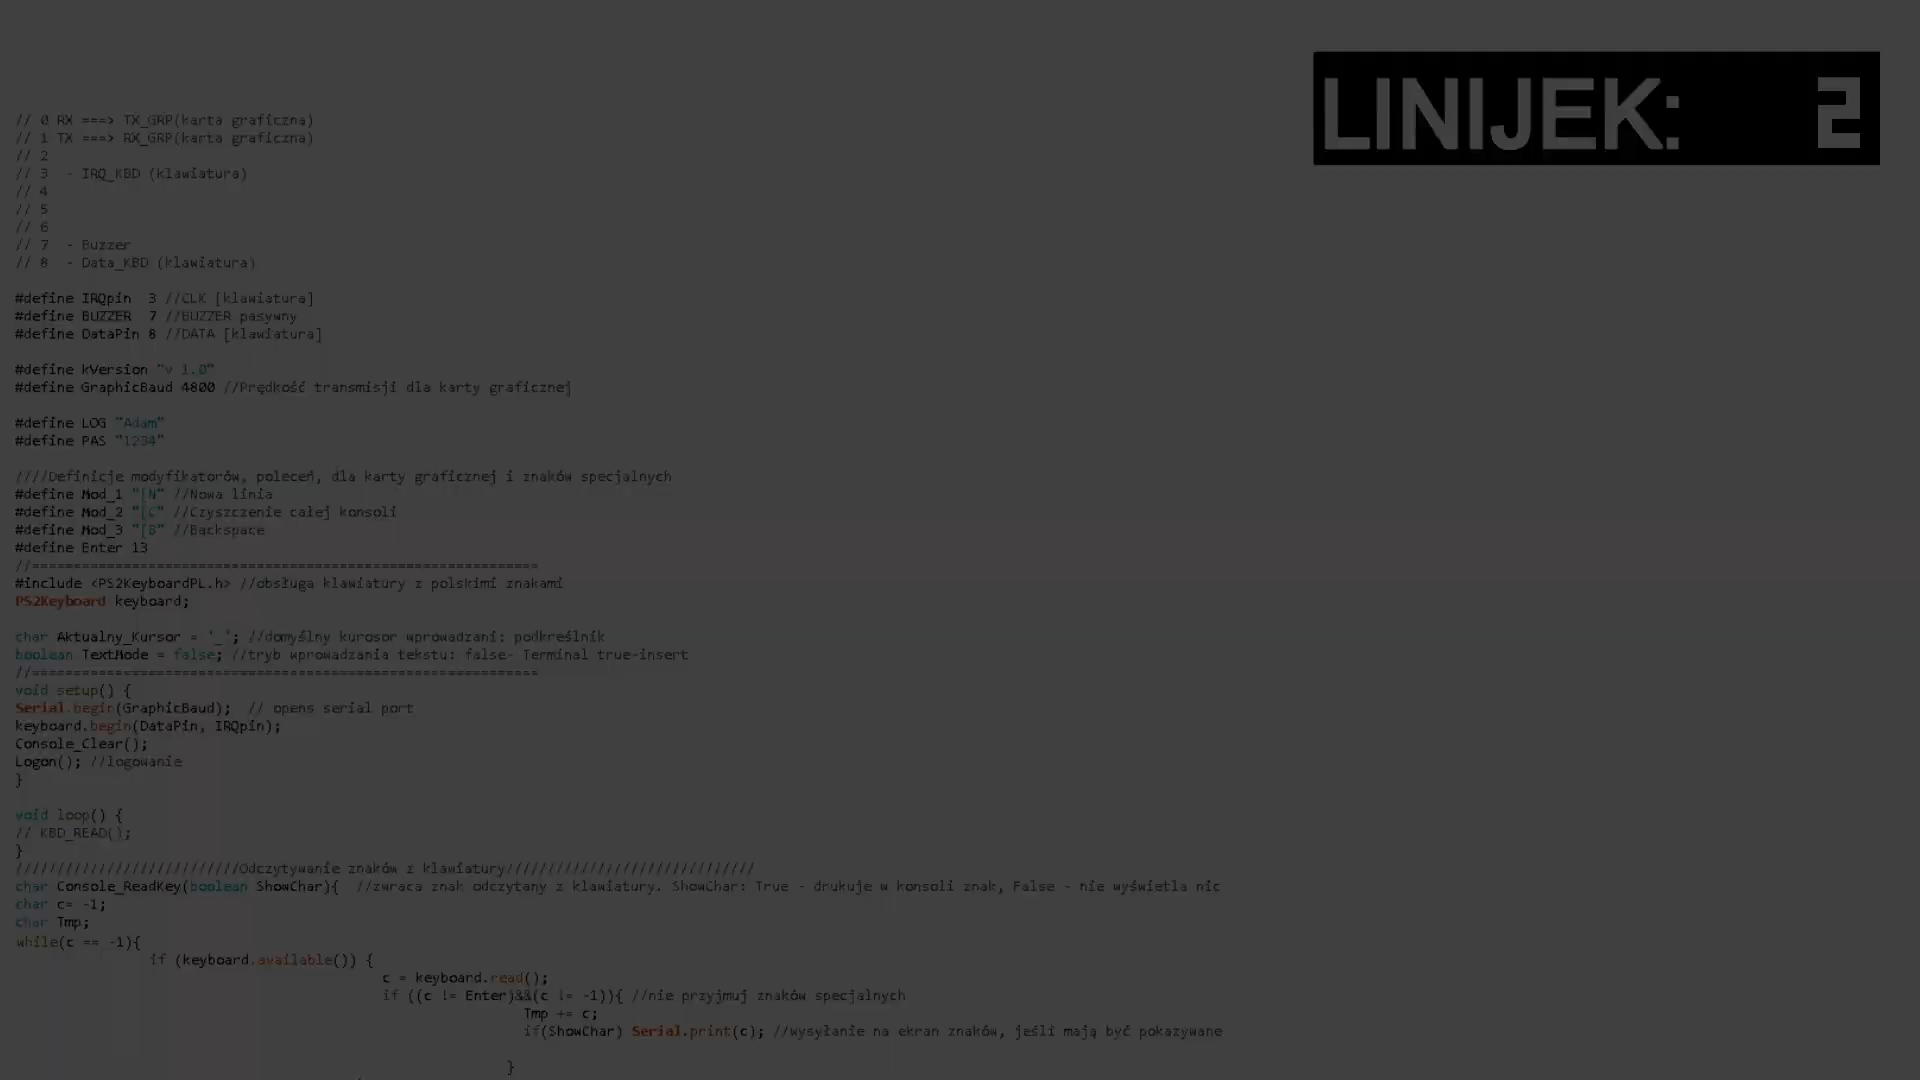 LINIJEK: 2
// 0 RX ===> TX_GRP(karta graficzna)
// 1 TX ===> RX_GRP(karta graficzna)
// 2
// 3  - IRQ_KBD (klawiatura)
// 4
// 5
// 6
// 7  - Buzzer
// 8  - Data_KBD (klawiatura)
#define IRQpin  3 //CLK [klawiatura]
#define BUZZER  7 //BUZZER pasywny
#define DataPin 8 //DATA [klawiatura]
#define kVersion "v 1.0"
#define GraphicBaud 4800 //Prędkość transmisji dla karty graficznej
#define LOG "Adam"
#define PAS "1234"
////Definicje modyfikatorów, poleceń, dla karty graficznej i znaków specjalnych
#define Mod_1 "[N" //Nowa linia
#define Mod_2 "[C" //Czyszczenie całej konsoli
#define Mod_3 "[B" //Backspace
#define Enter 13
//=============================================================
#include <PS2KeyboardPL.h> //obsługa klawiatury z polskimi znakami
PS2Keyboard keyboard;
char Aktualny_Kursor = '_'; //domyślny kurosor wprowadzani: podkreślnik
boolean TextMode = false; //tryb wprowadzania tekstu: false- Terminal true-insert
//=============================================================
void setup() {
Serial.begin(GraphicBaud);  // opens serial port
keyboard.begin(DataPin, IRQpin);
Console_Clear();
Logon(); //logowanie
}
void loop() {
// KBD_READ();
}
///////////////////////////Odczytywanie znaków z klawiatury//////////////////////////////
char Console_ReadKey(boolean ShowChar){  //zwraca znak odczytany z klawiatury. ShowChar: True - drukuje w konsoli znak, False - nie wyświetla nic
char c= -1;
char Tmp;
while(c == -1){
if (keyboard.available()) {
c = keyboard.read();
if ((c != Enter)&&(c != -1)){ //nie przyjmuj znaków specjalnych
Tmp += c;
if(ShowChar) Serial.print(c); //wysyłanie na ekran znaków, jeśli mają być pokazywane
}